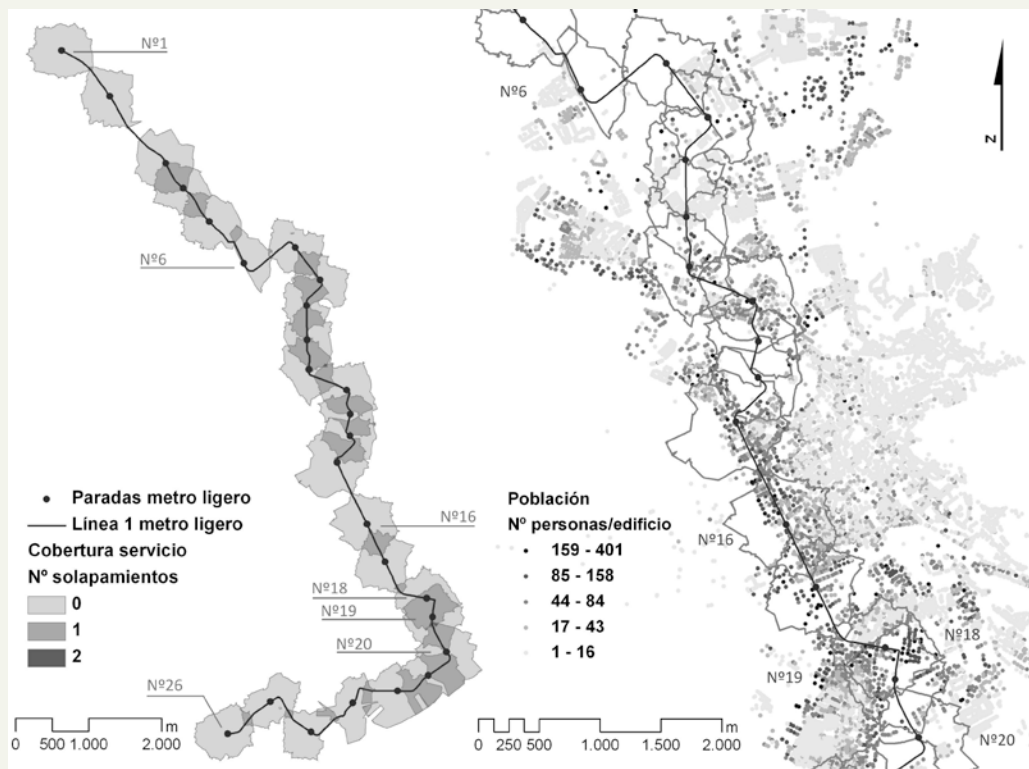 Nº1
Nº6
Nº16
Nº18
Nº19
Nº20
Nº26
Paradas metro ligero
Línea 1 metro ligero
Cobertura servicio
Nº solapamientos
0
1
2
0 500 1.000 2.000 m
Nº6
Nº16
Nº18
Nº19
Nº20
N
Población
Nº personas/edificio
159 - 401
85 - 158
44 - 84
17 - 43
1 - 16
0 250 500 1.000 1.500 2.000 m